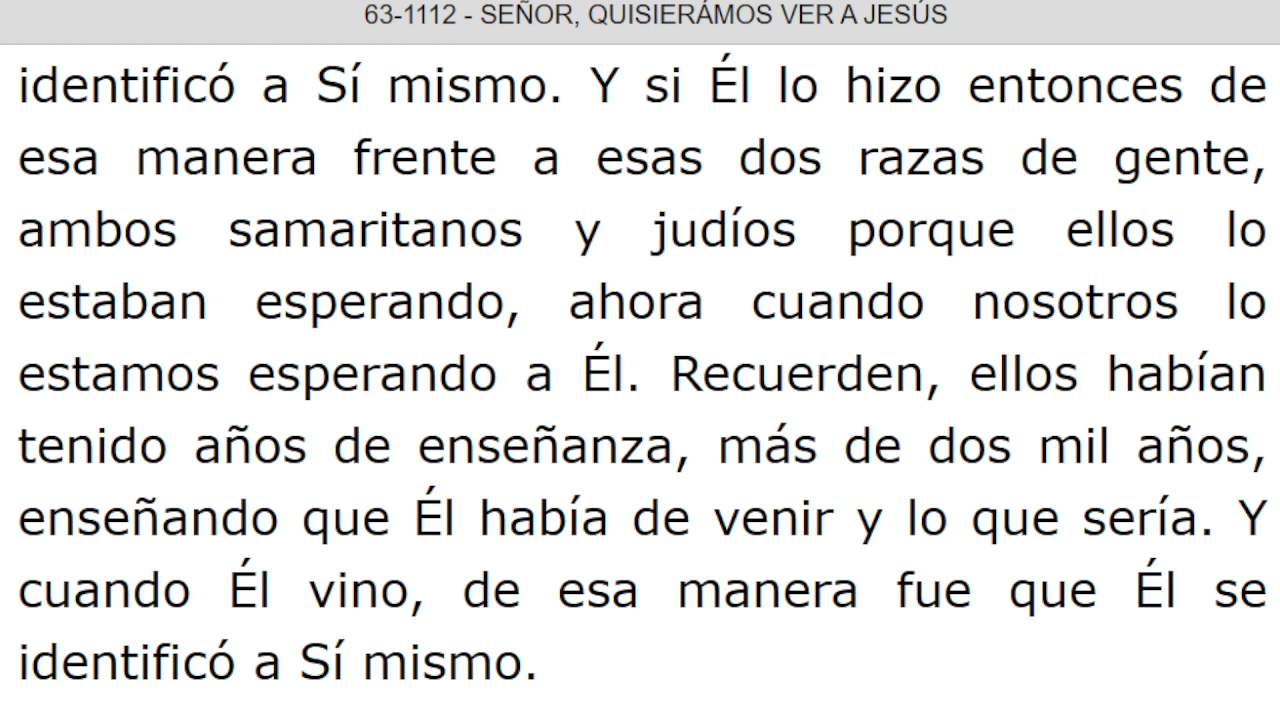 63-1112 - SEÑOR, QUISIERÁMOS VER A JESÚS
identificó a Sí mismo. Y si Él lo hizo entonces de
esa manera frente a esas dos razas de gente,
ambos samaritanos y judíos porque ellos lo
estaban esperando, ahora cuando nosotros lo
estamos esperando a Él. Recuerden, ellos habían
tenido años de enseñanza, más de dos mil años,
enseñando que Él había de venir y lo que sería. Y
cuando Él vino, de esa manera fue que Él se
identificó a Sí mismo.